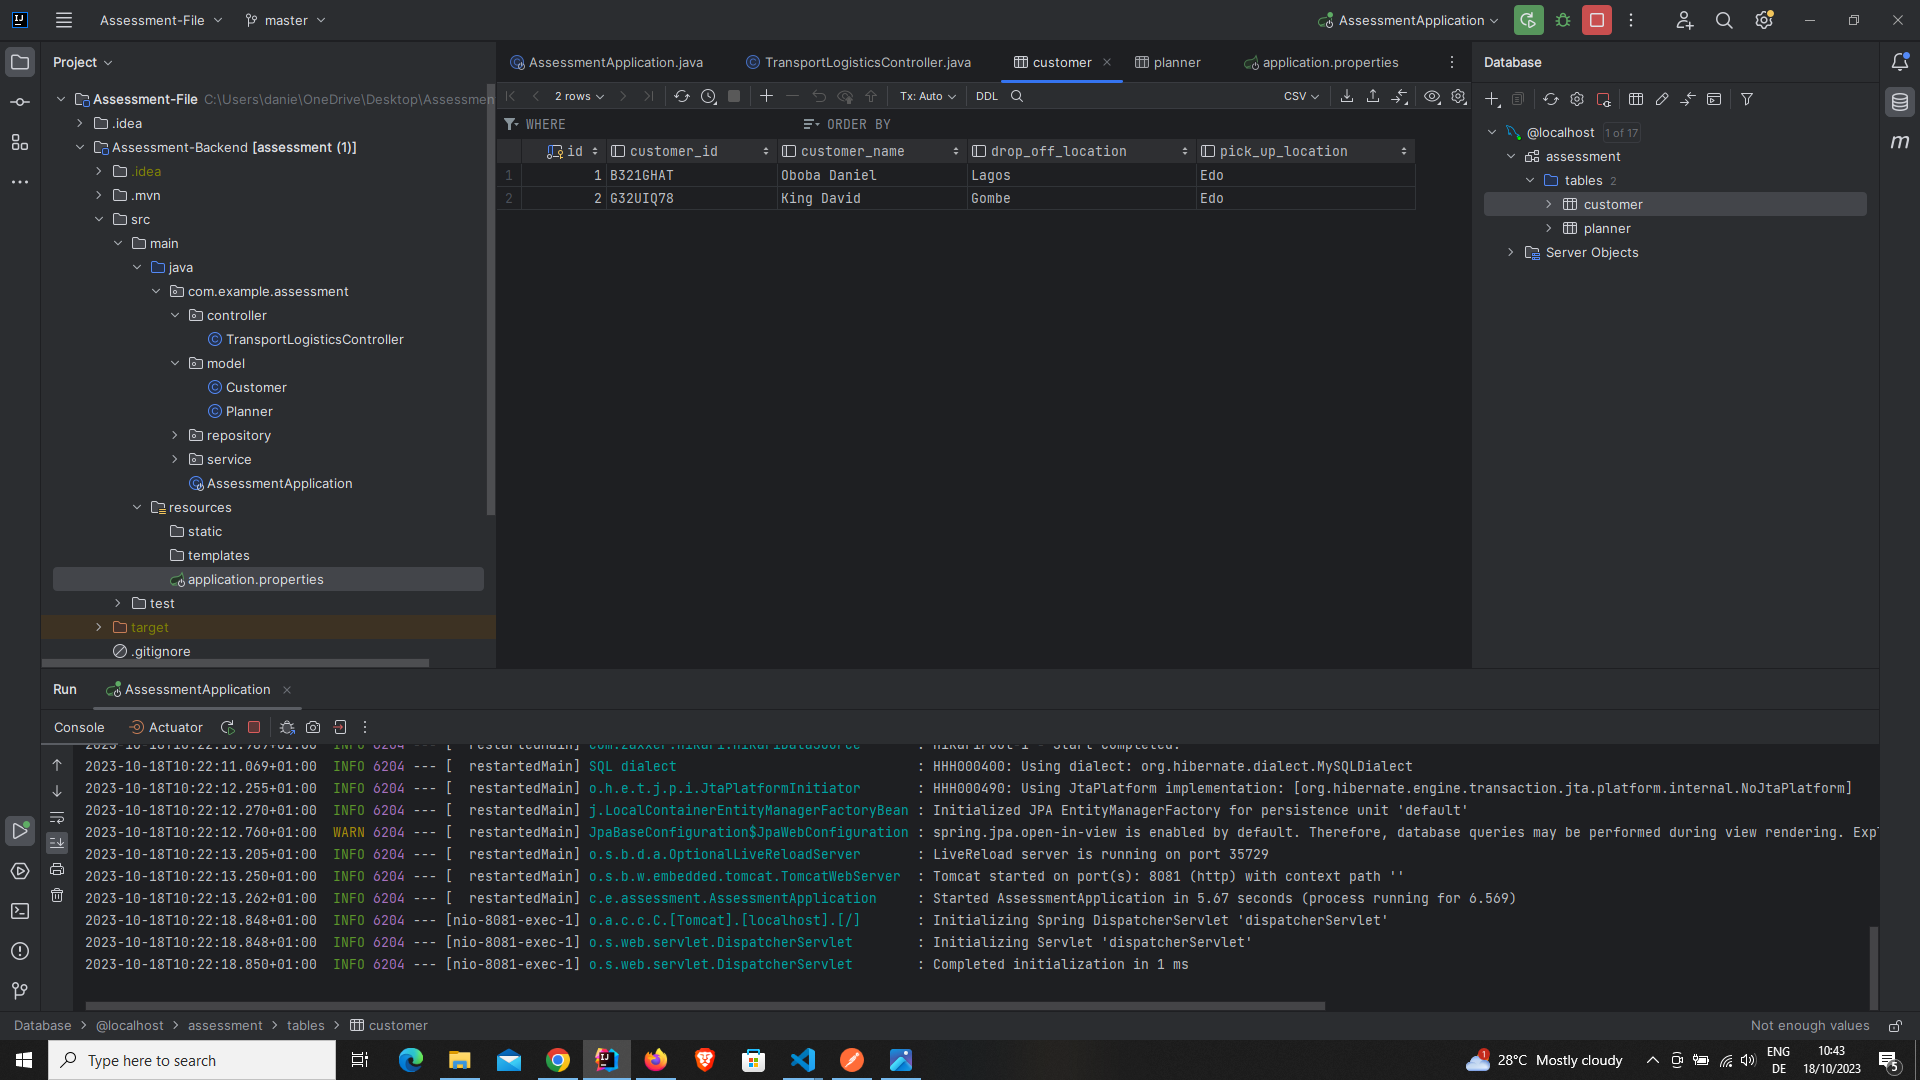 Assessment-File
master
AssessmentApplication
Project
AssessmentApplication.java
TransportLogisticsController.java
customer
planner
application.properties
Database
2 rows
Tx: Auto
DDL
CSV
WHERE
ORDER BY
id customer_id customer_name drop_off_location pick_up_location
1 1 B321GHAT Oboba Daniel Lagos Edo
2 2 G32UIQ78 King David Gombe Edo
Assessment-File C:\Users\danie\OneDrive\Desktop\Assessmen
.idea
Assessment-Backend [assessment (1)]
.idea
.mvn
src
main
java
com.example.assessment
controller
TransportLogisticsController
model
Customer
Planner
repository
service
AssessmentApplication
resources
static
templates
application.properties
test
target
.gitignore
@localhost 1 of 17
assessment
tables 2
customer
planner
Server Objects
Run
AssessmentApplication
Console
Actuator
2023-10-18T10:22:11.069+01:00 INFO 6204 --- [ restartedMain] SQL dialect : HHH000400: Using dialect: org.hibernate.dialect.MySQLDialect
2023-10-18T10:22:12.255+01:00 INFO 6204 --- [ restartedMain] o.h.e.t.j.p.i.JtaPlatformInitiator : HHH000490: Using JtaPlatform implementation: [org.hibernate.engine.transaction.jta.platform.internal.NoJtaPlatform]
2023-10-18T10:22:12.270+01:00 INFO 6204 --- [ restartedMain] j.LocalContainerEntityManagerFactoryBean : Initialized JPA EntityManagerFactory for persistence unit 'default'
2023-10-18T10:22:12.760+01:00 WARN 6204 --- [ restartedMain] JpaBaseConfiguration$JpaWebConfiguration : spring.jpa.open-in-view is enabled by default. Therefore, database queries may be performed during view rendering. Expl
2023-10-18T10:22:13.205+01:00 INFO 6204 --- [ restartedMain] o.s.b.d.a.OptionalLiveReloadServer : LiveReload server is running on port 35729
2023-10-18T10:22:13.250+01:00 INFO 6204 --- [ restartedMain] o.s.b.w.embedded.tomcat.TomcatWebServer : Tomcat started on port(s): 8081 (http) with context path ''
2023-10-18T10:22:13.262+01:00 INFO 6204 --- [ restartedMain] c.e.assessment.AssessmentApplication : Started AssessmentApplication in 5.67 seconds (process running for 6.569)
2023-10-18T10:22:18.848+01:00 INFO 6204 --- [nio-8081-exec-1] o.a.c.c.C.[Tomcat].[localhost].[/] : Initializing Spring DispatcherServlet 'dispatcherServlet'
2023-10-18T10:22:18.848+01:00 INFO 6204 --- [nio-8081-exec-1] o.s.web.servlet.DispatcherServlet : Initializing Servlet 'dispatcherServlet'
2023-10-18T10:22:18.850+01:00 INFO 6204 --- [nio-8081-exec-1] o.s.web.servlet.DispatcherServlet : Completed initialization in 1 ms
Database > @localhost > assessment > tables > customer
Not enough values
Type here to search
1
28°C Mostly cloudy
ENG
DE
10:43
18/10/2023
5